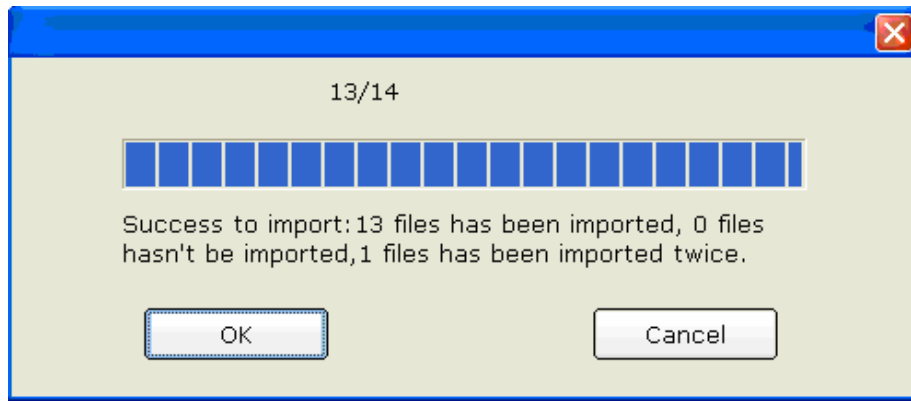 13/14
Success to import: 13 files has been imported, 0 files
hasn't be imported,1 files has been imported twice.
OK
Cancel